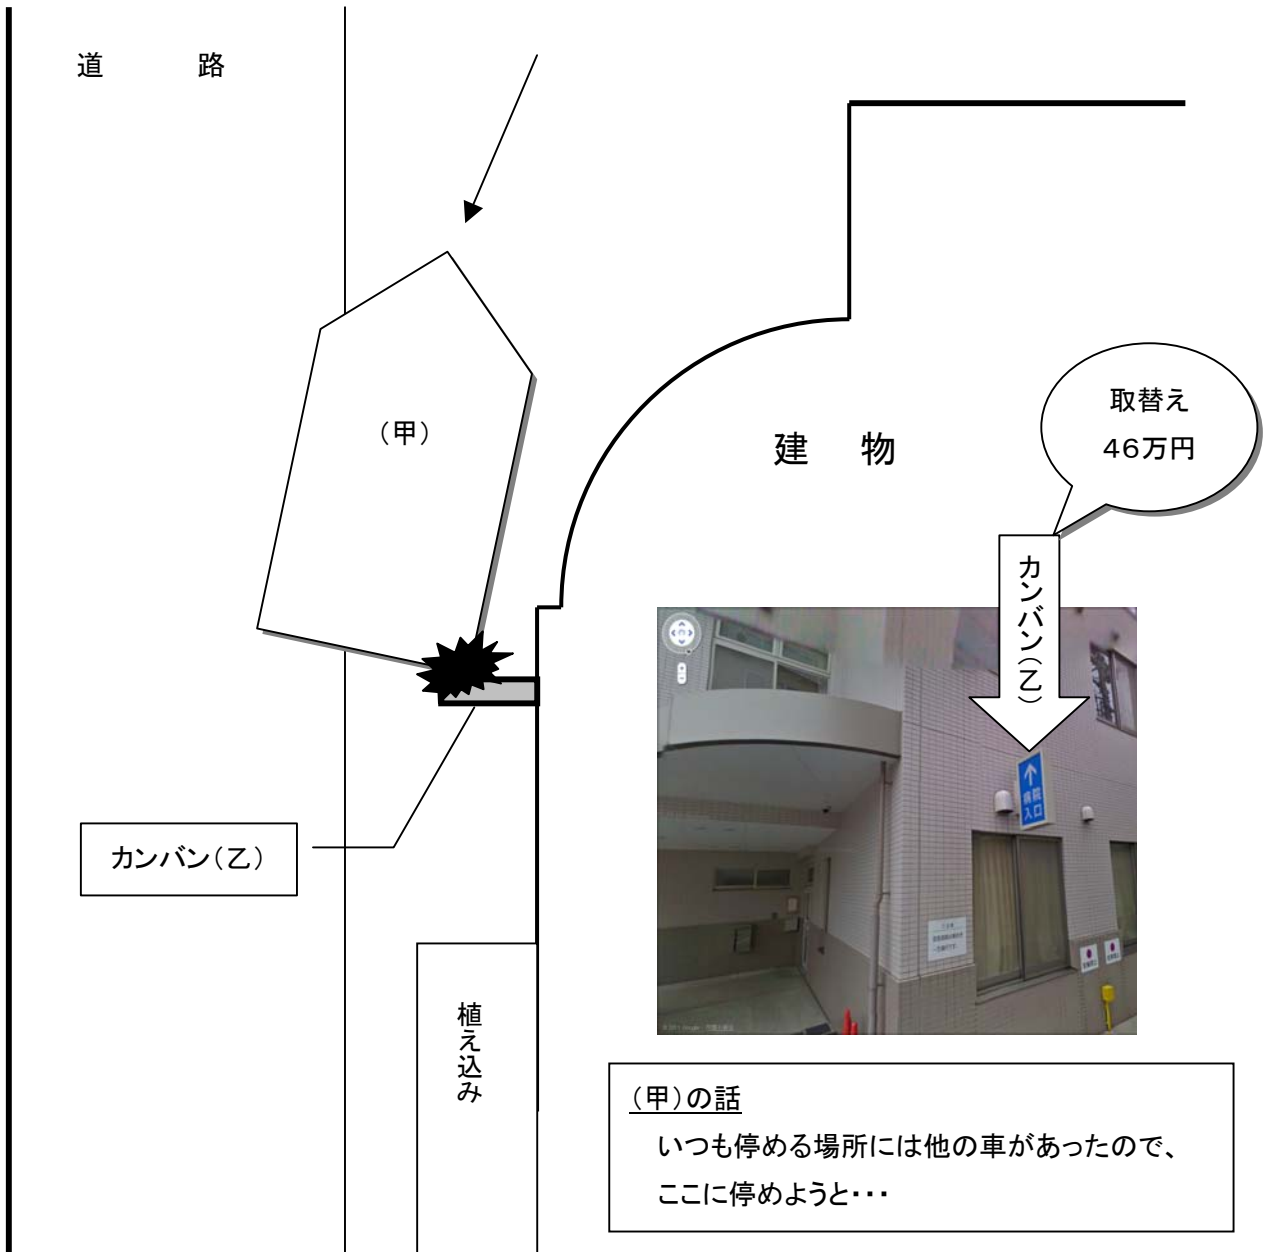 道 路
(甲)
建 物
取替え
46万円
カンバン(乙)
カンバン(乙)
病院
入口
植え込み
(甲)の話
いつも停める場所には他の車があったので、
ここに停めようと・・・